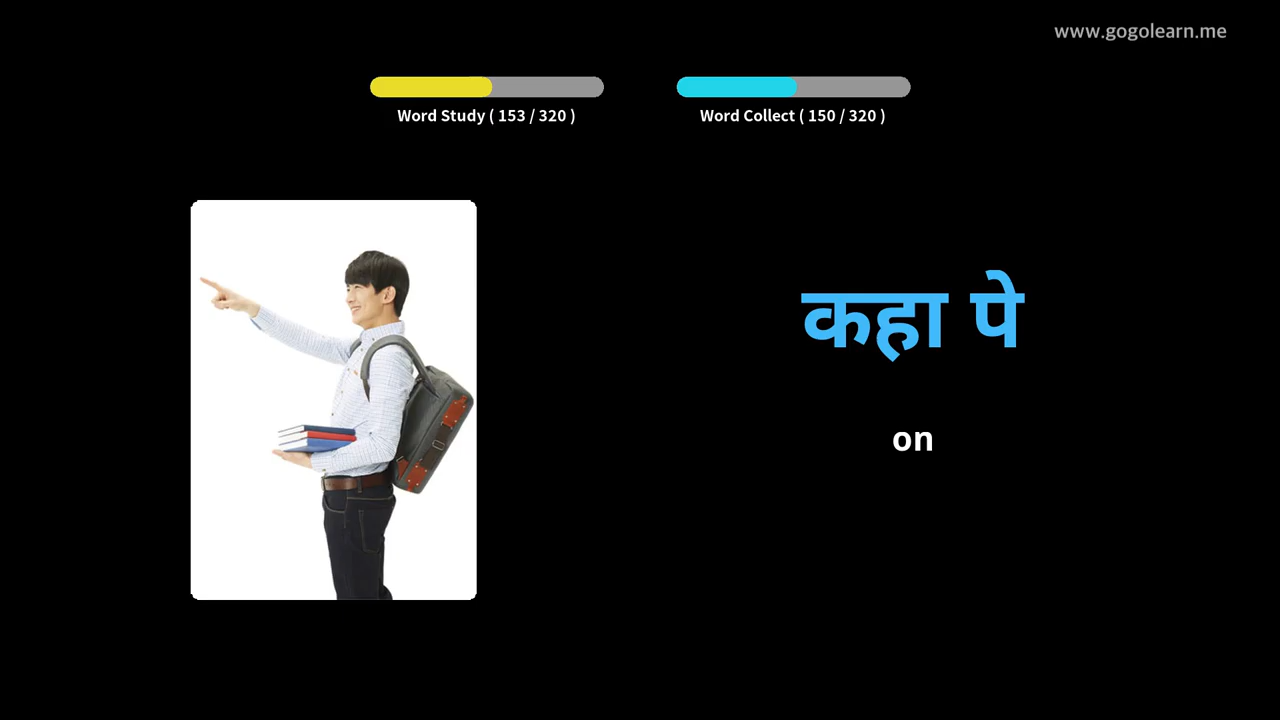 www.gogolearn.me
Word Study ( 153 / 320 )
Word Collect ( 150 / 320 )
कहा पे
on